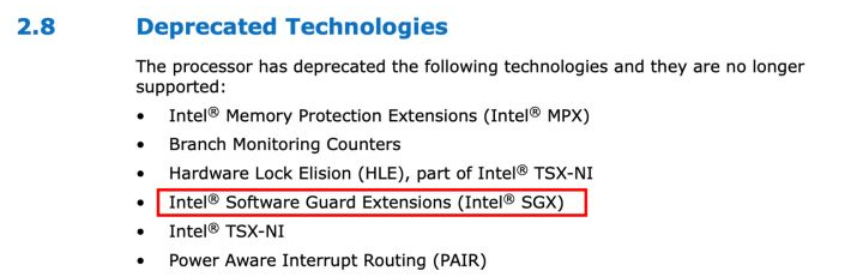 2.8 Deprecated Technologies
The processor has deprecated the following technologies and they are no longer
supported:
• Intel® Memory Protection Extensions (Intel® MPX)
• Branch Monitoring Counters
• Hardware Lock Elision (HLE), part of Intel® TSX-NI
• Intel® Software Guard Extensions (Intel® SGX)
• Intel® TSX-NI
• Power Aware Interrupt Routing (PAIR)